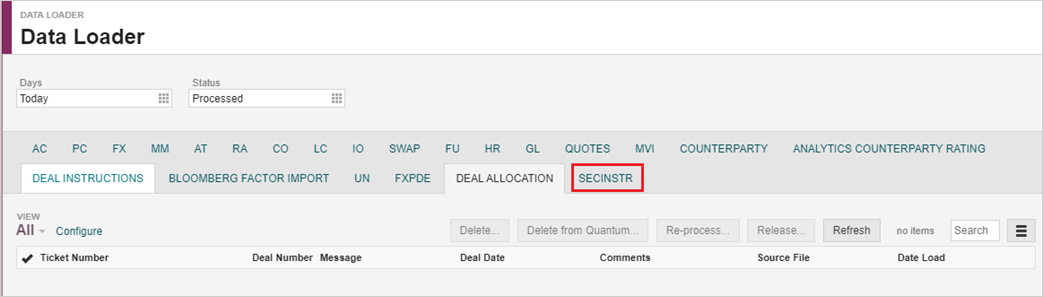 DATA LOADER
Data Loader
Days Status
Today Processed
AC PC FX MM AT RA CO LC IO SWAP FU HR GL QUOTES MVI COUNTERPARTY ANALYTICS COUNTERPARTY RATING
DEAL INSTRUCTIONS BLOOMBERG FACTOR IMPORT UN FXPDE DEAL ALLOCATION SECINSTR
VIEW
All Configure Delete... Delete from Quantum... Re-process... Release... Refresh no items Search
Ticket Number Deal Number Message Deal Date Comments Source File Date Load